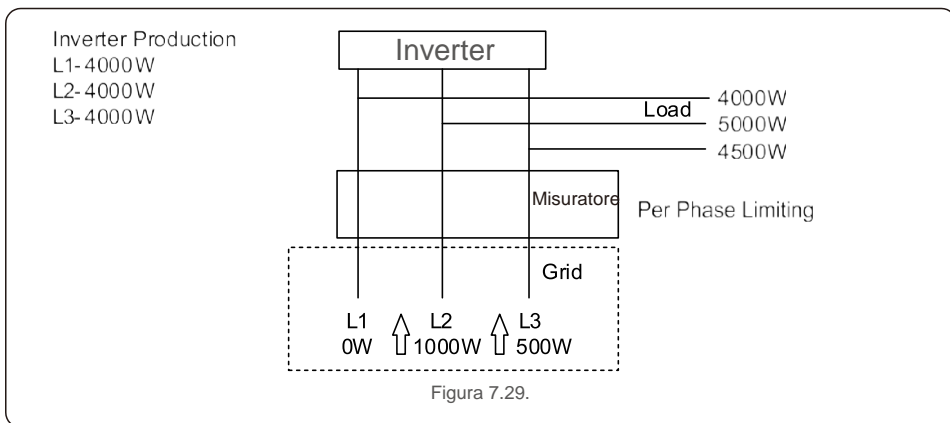 Inverter Production
L1-4000W
L2-4000W
L3-4000W
Inverter
Load
4000W
5000W
4500W
Misuratore
Per Phase Limiting
Grid
L1 L2 L3
0W 1000W 500W
Figura 7.29.